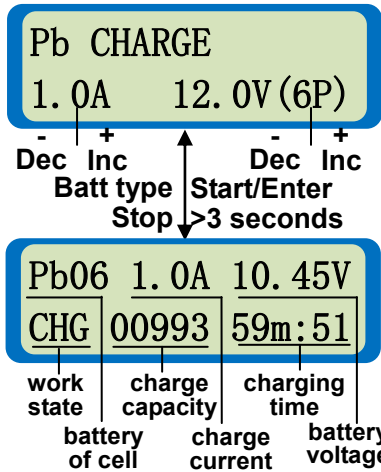 Pb CHARGE
1.0A 12.0V(6P)
- + - +
Dec Inc Dec Inc
Batt type Start/Enter
Stop >3 seconds
Pb06 1.0A 10.45V
CHG 00993 59m:51
work charge charging
state capacity time
battery charge battery
of cell current voltage